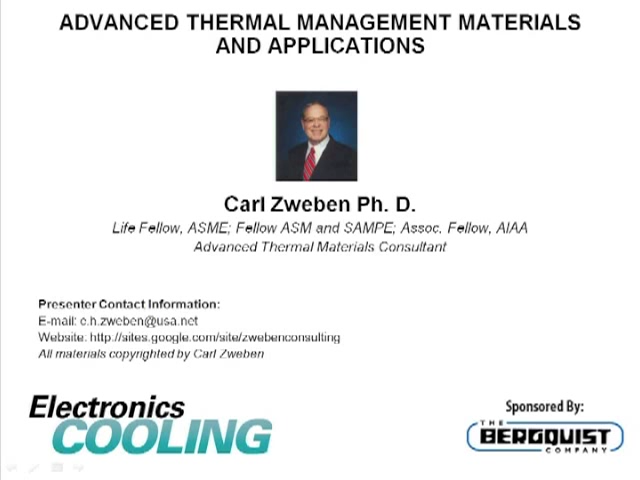 ADVANCED THERMAL MANAGEMENT MATERIALS
AND APPLICATIONS
Carl Zweben Ph. D.
Life Fellow, ASME; Fellow ASM and SAMPE; Assoc. Fellow, AIAA
Advanced Thermal Materials Consultant
Presenter Contact Information:
E-mail: c.h.zweben@usa.net
Website: http://sites.google.com/site/zwebenconsulting
All materials copyrighted by Carl Zweben
Electronics
COOLING
Sponsored By:
THE
BERGQUIST
COMPANY